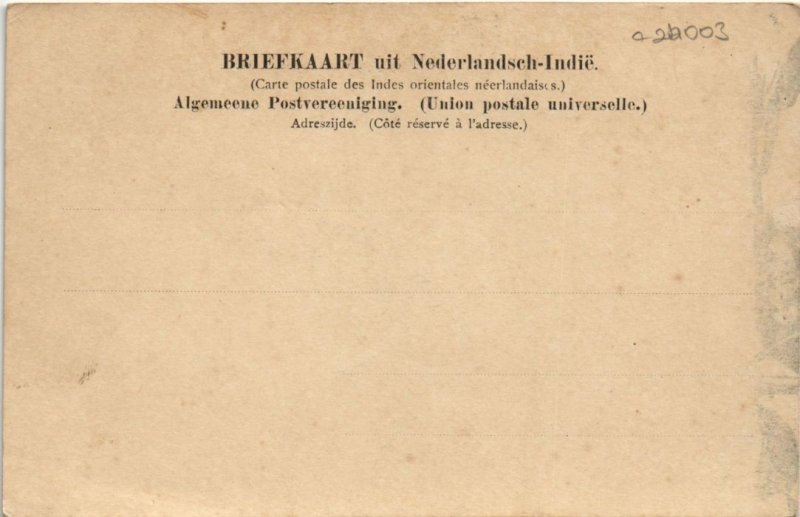 BRIEFKAART uit Nederlandsch-Indië.
(Carte postale des Indes orientales néerlandaises.)
Algemeene Postvereeniging. (Union postale universelle.)
Adreszijde. (Côté réservé à l'adresse.)